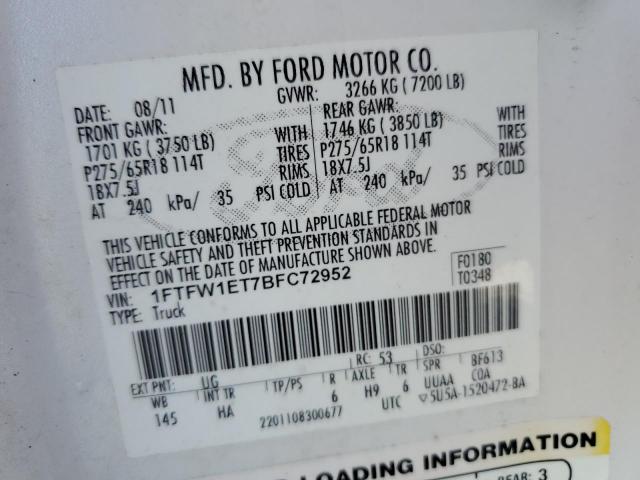 MFD. BY FORD MOTOR CO.
DATE: 08/11 GVWR: 3266 KG (7200 LB)
FRONT GAWR: REAR GAWR:
1701 KG (3750 LB) WITH 1746 KG (3850 LB) WITH
P275/65R18 114T TIRES P275/65R18 114T TIRES
18X7.5J RIMS 18X7.5J RIMS
AT 240 kPa/ 35 PSI COLD AT 240 kPa/ 35 PSI COLD
THIS VEHICLE CONFORMS TO ALL APPLICABLE FEDERAL MOTOR
VEHICLE SAFETY AND THEFT PREVENTION STANDARDS IN
EFFECT ON THE DATE OF MANUFACTURE SHOWN ABOVE.
VIN: 1FTFW1ET7BFC72952 F0180
TYPE: Truck T0348
EXT PNT: UG RC: 53 DSO:
WB INT TR TP/PS R AXLE TR SPR BF613
145 HA 6 H9 6 UUAA COA
2201108300677 UTC 5U5A-1520472-BA
LOADING INFORMATION
REAR: 3